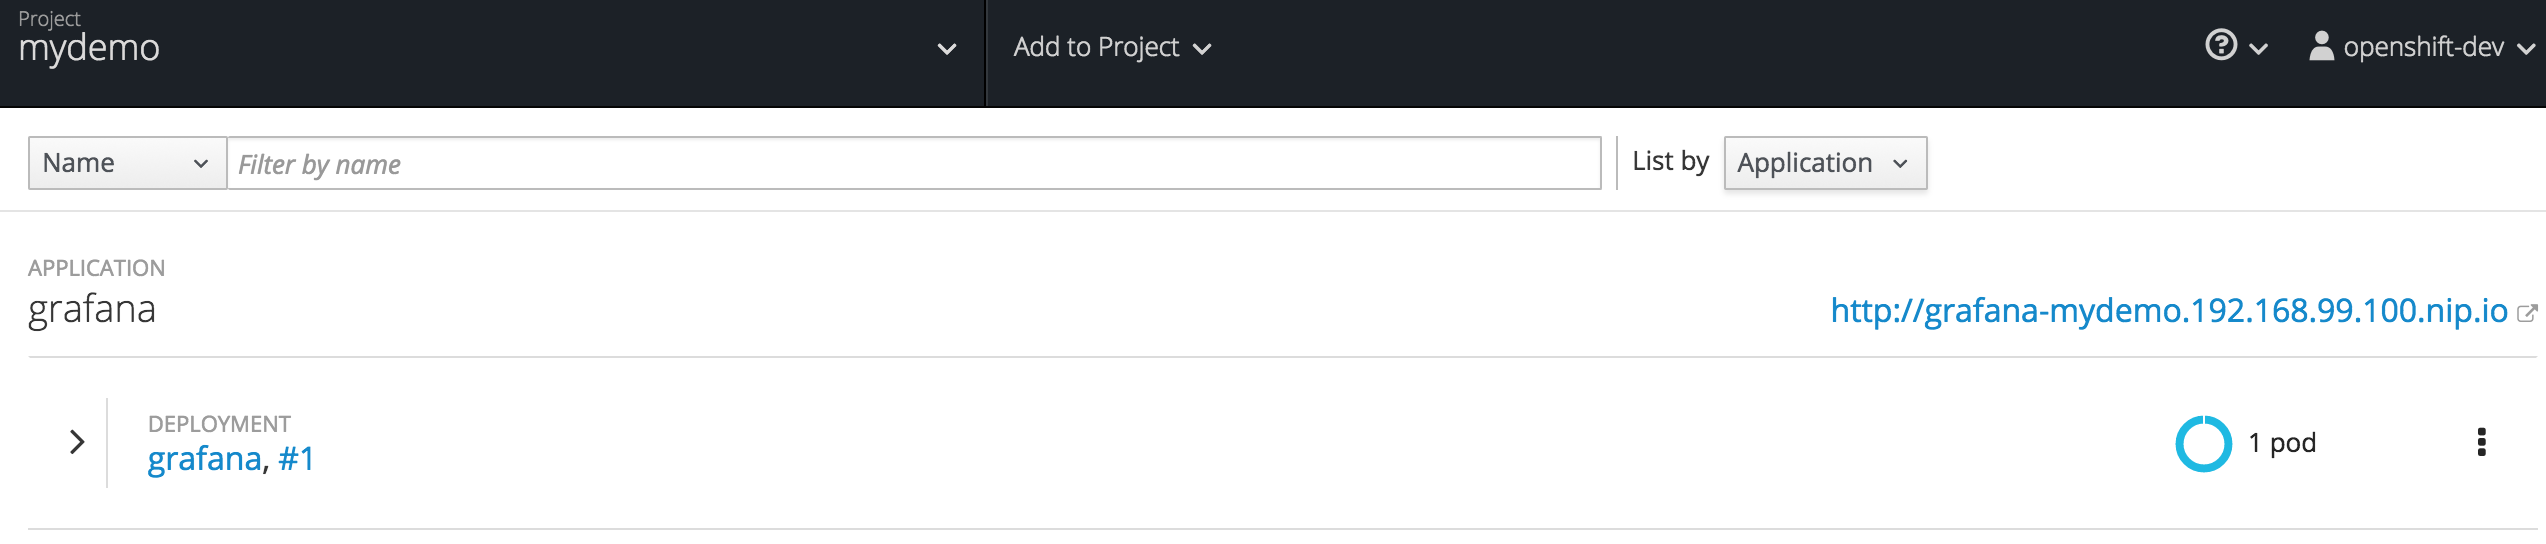 Project
mydemo
Add to Project
openshift-dev
Name
Filter by name
List by
Application
APPLICATION
grafana
http://grafana-mydemo.192.168.99.100.nip.io
DEPLOYMENT
grafana, #1
1 pod